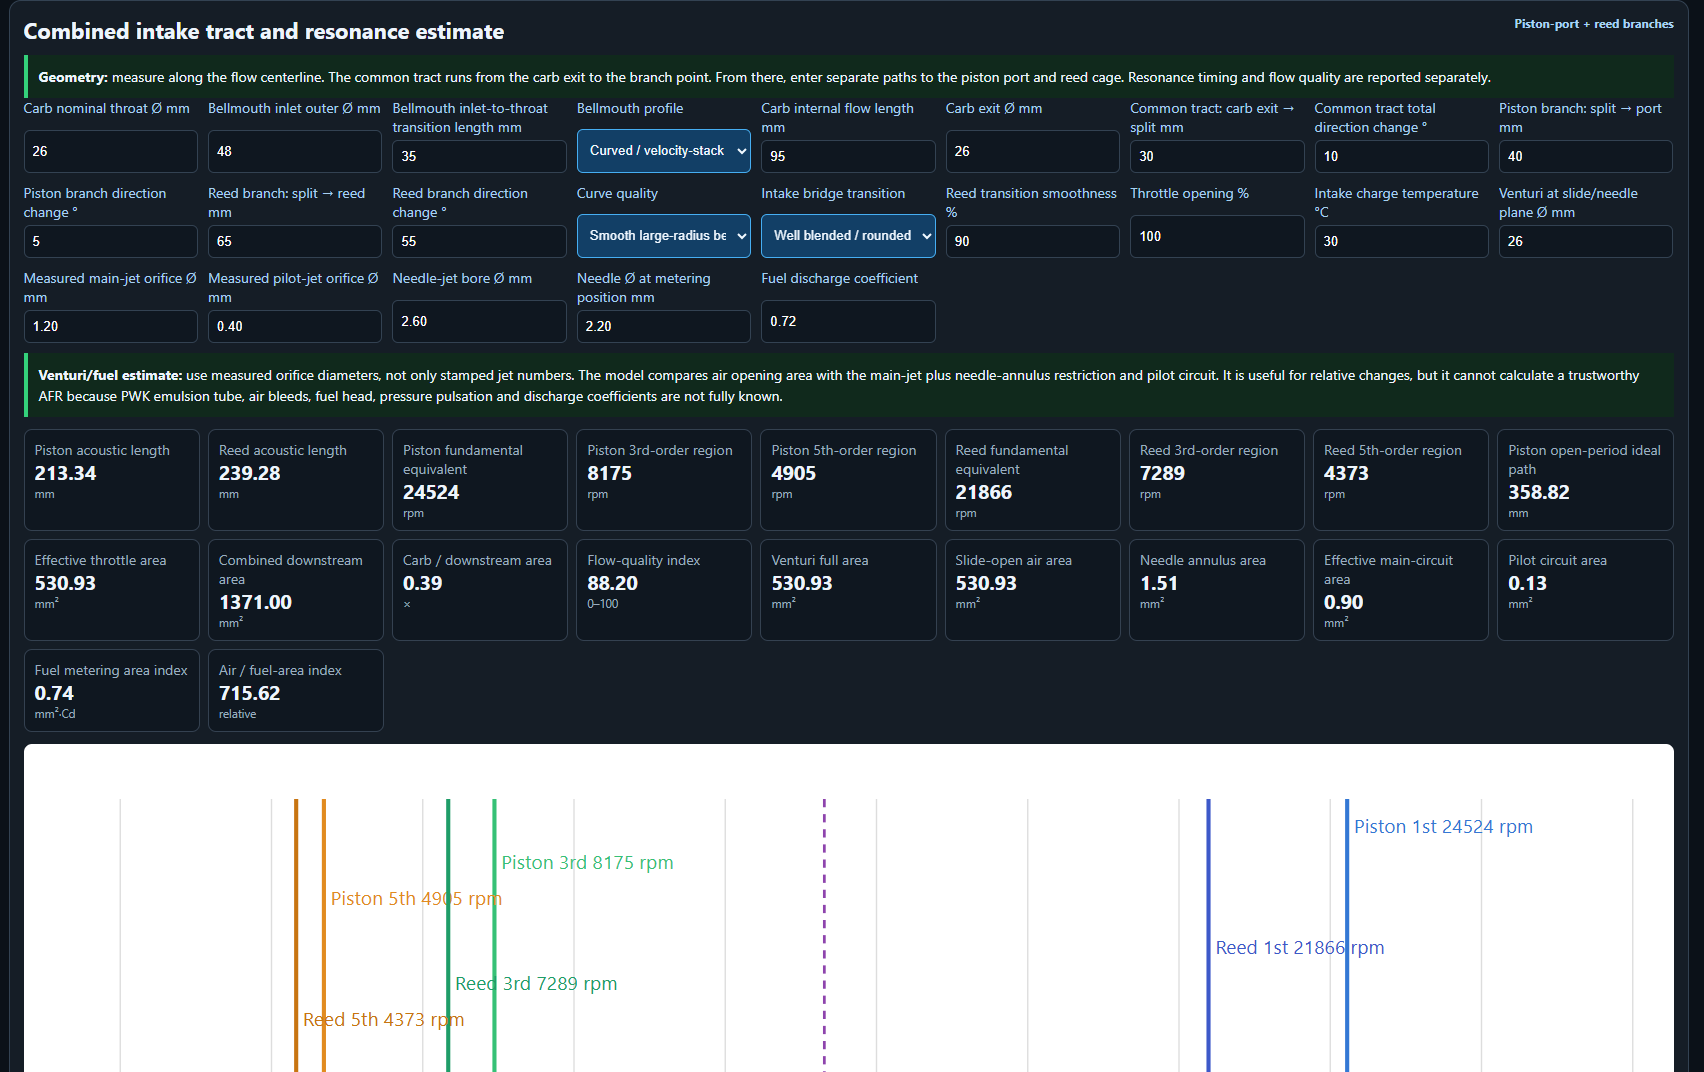 Combined intake tract and resonance estimate
Piston-port + reed branches
Geometry: measure along the flow centerline. The common tract runs from the carb exit to the branch point. From there, enter separate paths to the piston port and reed cage. Resonance timing and flow quality are reported separately.
Carb nominal throat Ø mm
26
Bellmouth inlet outer Ø mm
48
Bellmouth inlet-to-throat
transition length mm
35
Bellmouth profile
Curved / velocity-stack
Carb internal flow length
mm
95
Carb exit Ø mm
26
Common tract: carb exit →
split mm
30
Common tract total
direction change °
10
Piston branch: split → port
mm
40
Piston branch direction
change °
5
Reed branch: split → reed
mm
65
Reed branch direction
change °
55
Curve quality
Smooth large-radius be
Intake bridge transition
Well blended / rounded
Reed transition smoothness
%
90
Throttle opening %
100
Intake charge temperature
°C
30
Venturi at slide/needle
plane Ø mm
26
Measured main-jet orifice Ø
mm
1.20
Measured pilot-jet orifice Ø
mm
0.40
Needle-jet bore Ø mm
2.60
Needle Ø at metering
position mm
2.20
Fuel discharge coefficient
0.72
Venturi/fuel estimate: use measured orifice diameters, not only stamped jet numbers. The model compares air opening area with the main-jet plus needle-annulus restriction and pilot circuit. It is useful for relative changes, but it cannot calculate a trustworthy
AFR because PWK emulsion tube, air bleeds, fuel head, pressure pulsation and discharge coefficients are not fully known.
Piston acoustic length
213.34
mm
Reed acoustic length
239.28
mm
Piston fundamental
equivalent
24524
rpm
Piston 3rd-order region
8175
rpm
Piston 5th-order region
4905
rpm
Reed fundamental
equivalent
21866
rpm
Reed 3rd-order region
7289
rpm
Reed 5th-order region
4373
rpm
Piston open-period ideal
path
358.82
mm
Effective throttle area
530.93
mm²
Combined downstream
area
1371.00
mm²
Carb / downstream area
0.39
×
Flow-quality index
88.20
0–100
Venturi full area
530.93
mm²
Slide-open air area
530.93
mm²
Needle annulus area
1.51
mm²
Effective main-circuit
area
0.90
mm²
Pilot circuit area
0.13
mm²
Fuel metering area index
0.74
mm²·Cd
Air / fuel-area index
715.62
relative
Piston 1st 24524 rpm
Piston 3rd 8175 rpm
Piston 5th 4905 rpm
Reed 1st 21866 rpm
Reed 3rd 7289 rpm
Reed 5th 4373 rpm